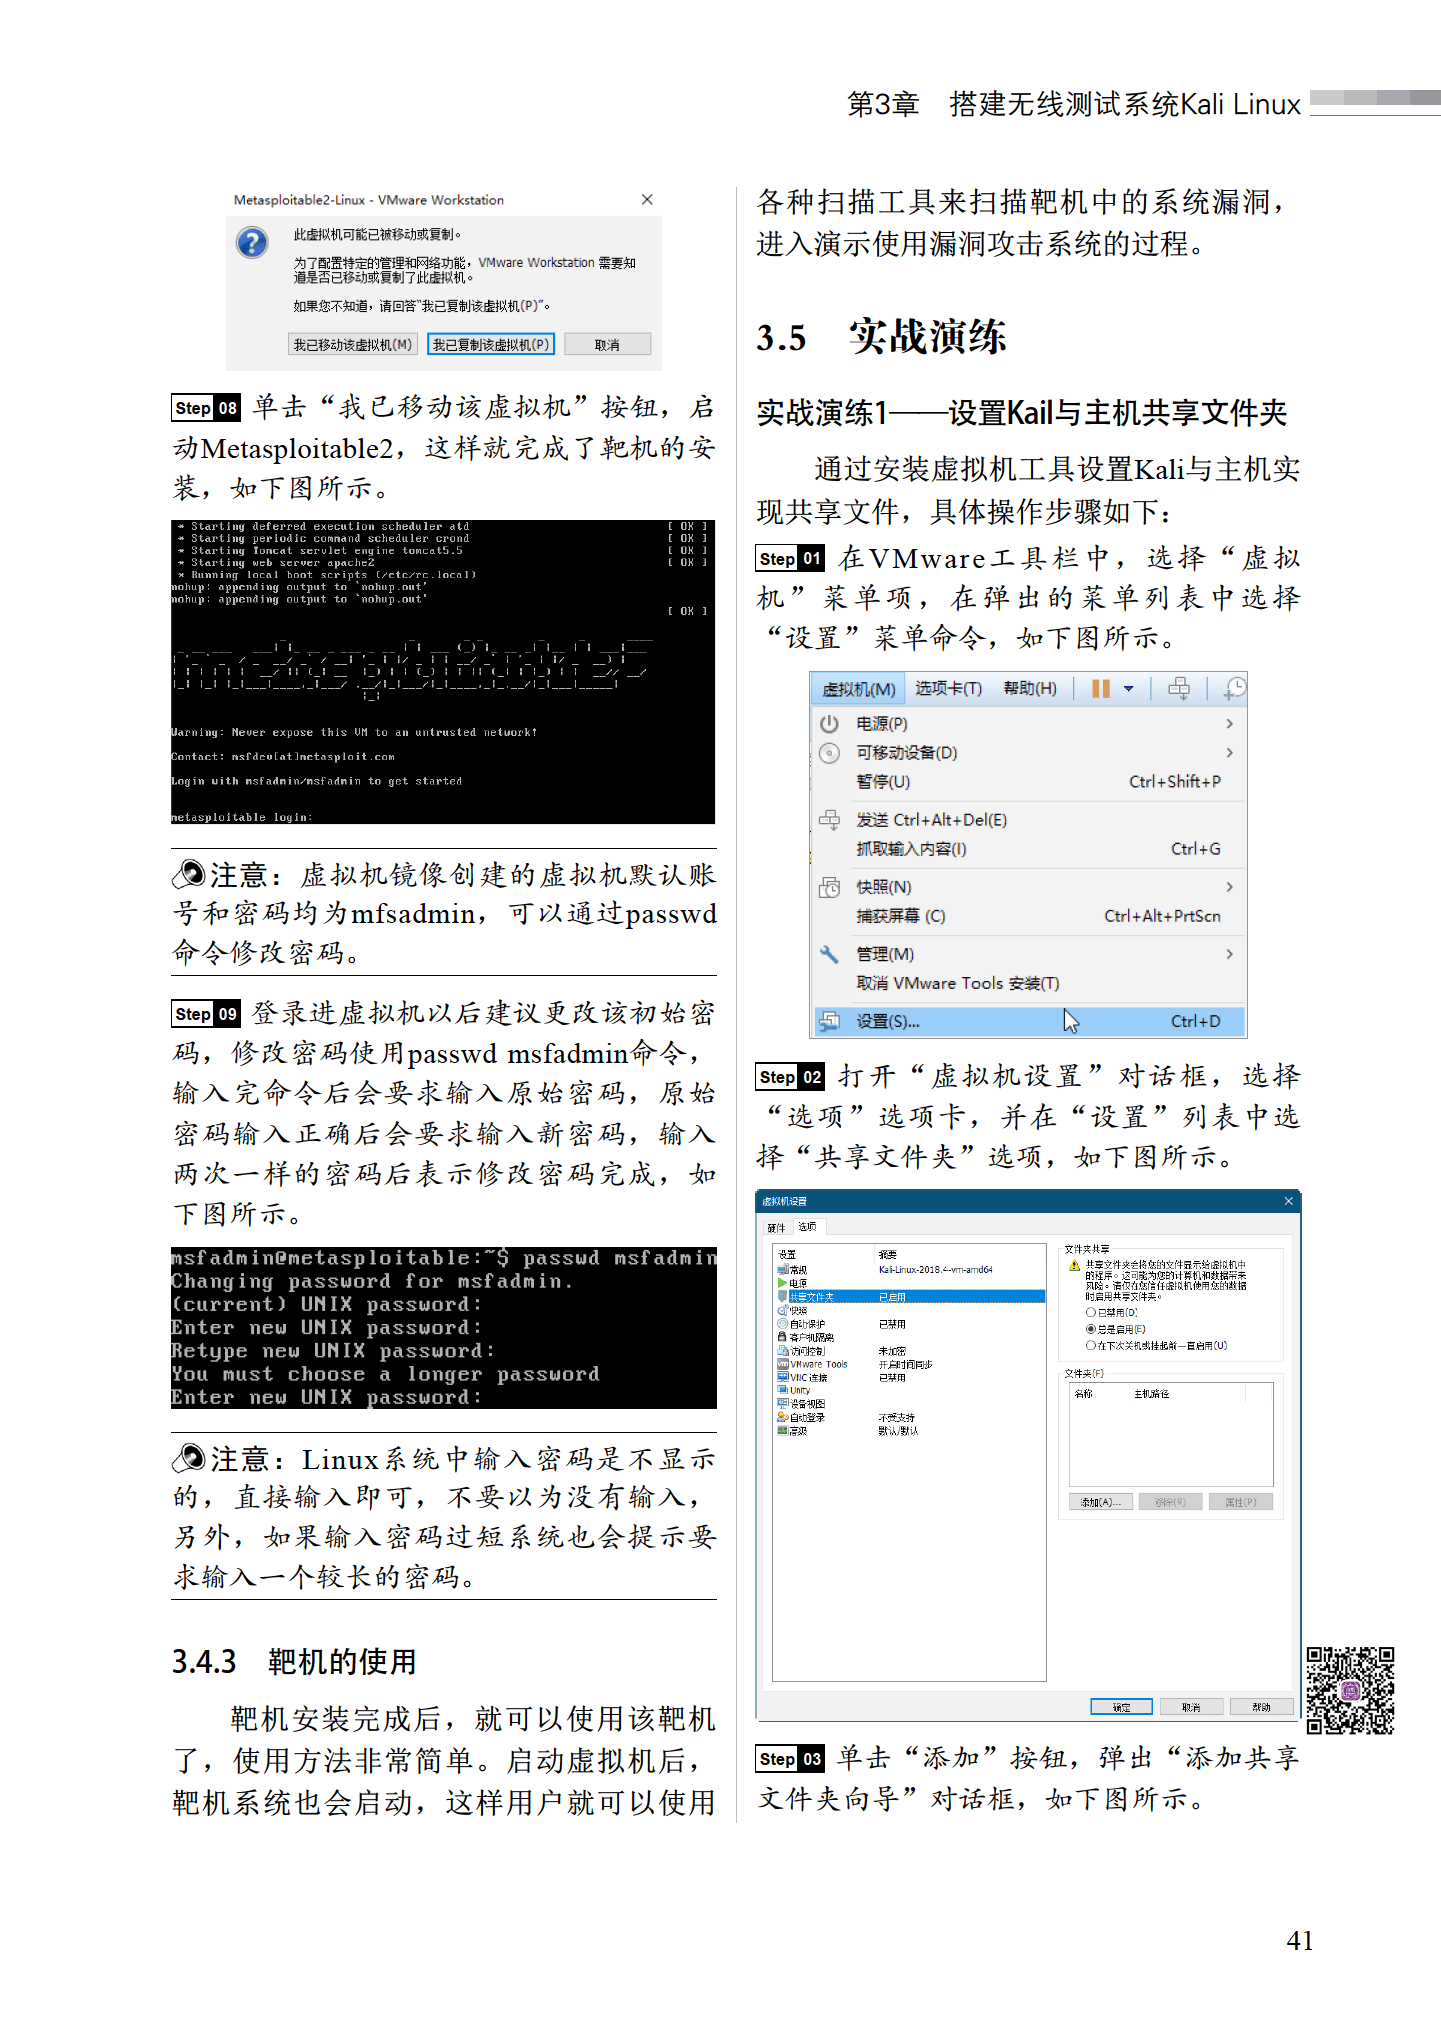 第3章　搭建无线测试系统Kali Linux
Metasploitable2-Linux - VMware Workstation
此虚拟机可能已被移动或复制。
为了配置特定的管理和网络功能，VMware Workstation 需要知
道是否已移动或复制了此虚拟机。
如果您不知道，请回答“我已复制该虚拟机(P)”。
我已移动该虚拟机(M) 我已复制该虚拟机(P) 取消
Step 08 单击“我已移动该虚拟机”按钮，启
动Metasploitable2，这样就完成了靶机的安
装，如下图所示。
* Starting deferred execution scheduler atd [ OK ]
* Starting periodic command scheduler crond [ OK ]
* Starting Tomcat servlet engine tomcat5.5 [ OK ]
* Starting web server apache2 [ OK ]
* Running local boot scripts (/etc/rc.local)
nohup: appending output to `nohup.out'
nohup: appending output to `nohup.out'
[ OK ]
Warning: Never expose this VM to an untrusted network!
Contact: msfdev[at]metasploit.com
Login with msfadmin/msfadmin to get started
metasploitable login:
注意：虚拟机镜像创建的虚拟机默认账
号和密码均为mfsadmin，可以通过passwd
命令修改密码。
Step 09 登录进虚拟机以后建议更改该初始密
码，修改密码使用passwd msfadmin命令，
输入完命令后会要求输入原始密码，原始
密码输入正确后会要求输入新密码，输入
两次一样的密码后表示修改密码完成，如
下图所示。
msfadmin@metasploitable:~$ passwd msfadmin
Changing password for msfadmin.
(current) UNIX password:
Enter new UNIX password:
Retype new UNIX password:
You must choose a longer password
Enter new UNIX password:
注意：Linux系统中输入密码是不显示
的，直接输入即可，不要以为没有输入，
另外，如果输入密码过短系统也会提示要
求输入一个较长的密码。
3.4.3　靶机的使用
靶机安装完成后，就可以使用该靶机
了，使用方法非常简单。启动虚拟机后，
靶机系统也会启动，这样用户就可以使用
各种扫描工具来扫描靶机中的系统漏洞，
进入演示使用漏洞攻击系统的过程。
3.5　实战演练
实战演练1——设置Kail与主机共享文件夹
通过安装虚拟机工具设置Kali与主机实
现共享文件，具体操作步骤如下：
Step 01 在VMware工具栏中，选择“虚拟
机”菜单项，在弹出的菜单列表中选择
“设置”菜单命令，如下图所示。
虚拟机(M) 选项卡(T) 帮助(H)
电源(P)
可移动设备(D)
暂停(U) Ctrl+Shift+P
发送 Ctrl+Alt+Del(E)
抓取输入内容(I) Ctrl+G
快照(N)
捕获屏幕 (C) Ctrl+Alt+PrtScn
管理(M)
取消 VMware Tools 安装(T)
设置(S)... Ctrl+D
Step 02 打开“虚拟机设置”对话框，选择
“选项”选项卡，并在“设置”列表中选
择“共享文件夹”选项，如下图所示。
虚拟机设置
硬件 选项
设置 摘要
常规 Kali-Linux-2018.4-vm-amd64
电源
共享文件夹 已启用
快照
自动保护 已禁用
客户机隔离
访问控制 未加密
VMware Tools 开启时间同步
VNC 连接 已禁用
Unity
设备视图
自动登录 不受支持
高级 默认/默认
文件夹共享
共享文件夹会将您的文件显示给虚拟机中
的程序。这可能为您的计算机和数据带来
风险。请仅在您信任虚拟机使用您的数据
时启用共享文件夹。
已禁用(D)
总是启用(E)
在下次关机或挂起前一直启用(U)
文件夹(F)
名称 主机路径
添加(A)... 移除(R) 属性(P)
确定 取消 帮助
Step 03 单击“添加”按钮，弹出“添加共享
文件夹向导”对话框，如下图所示。
41